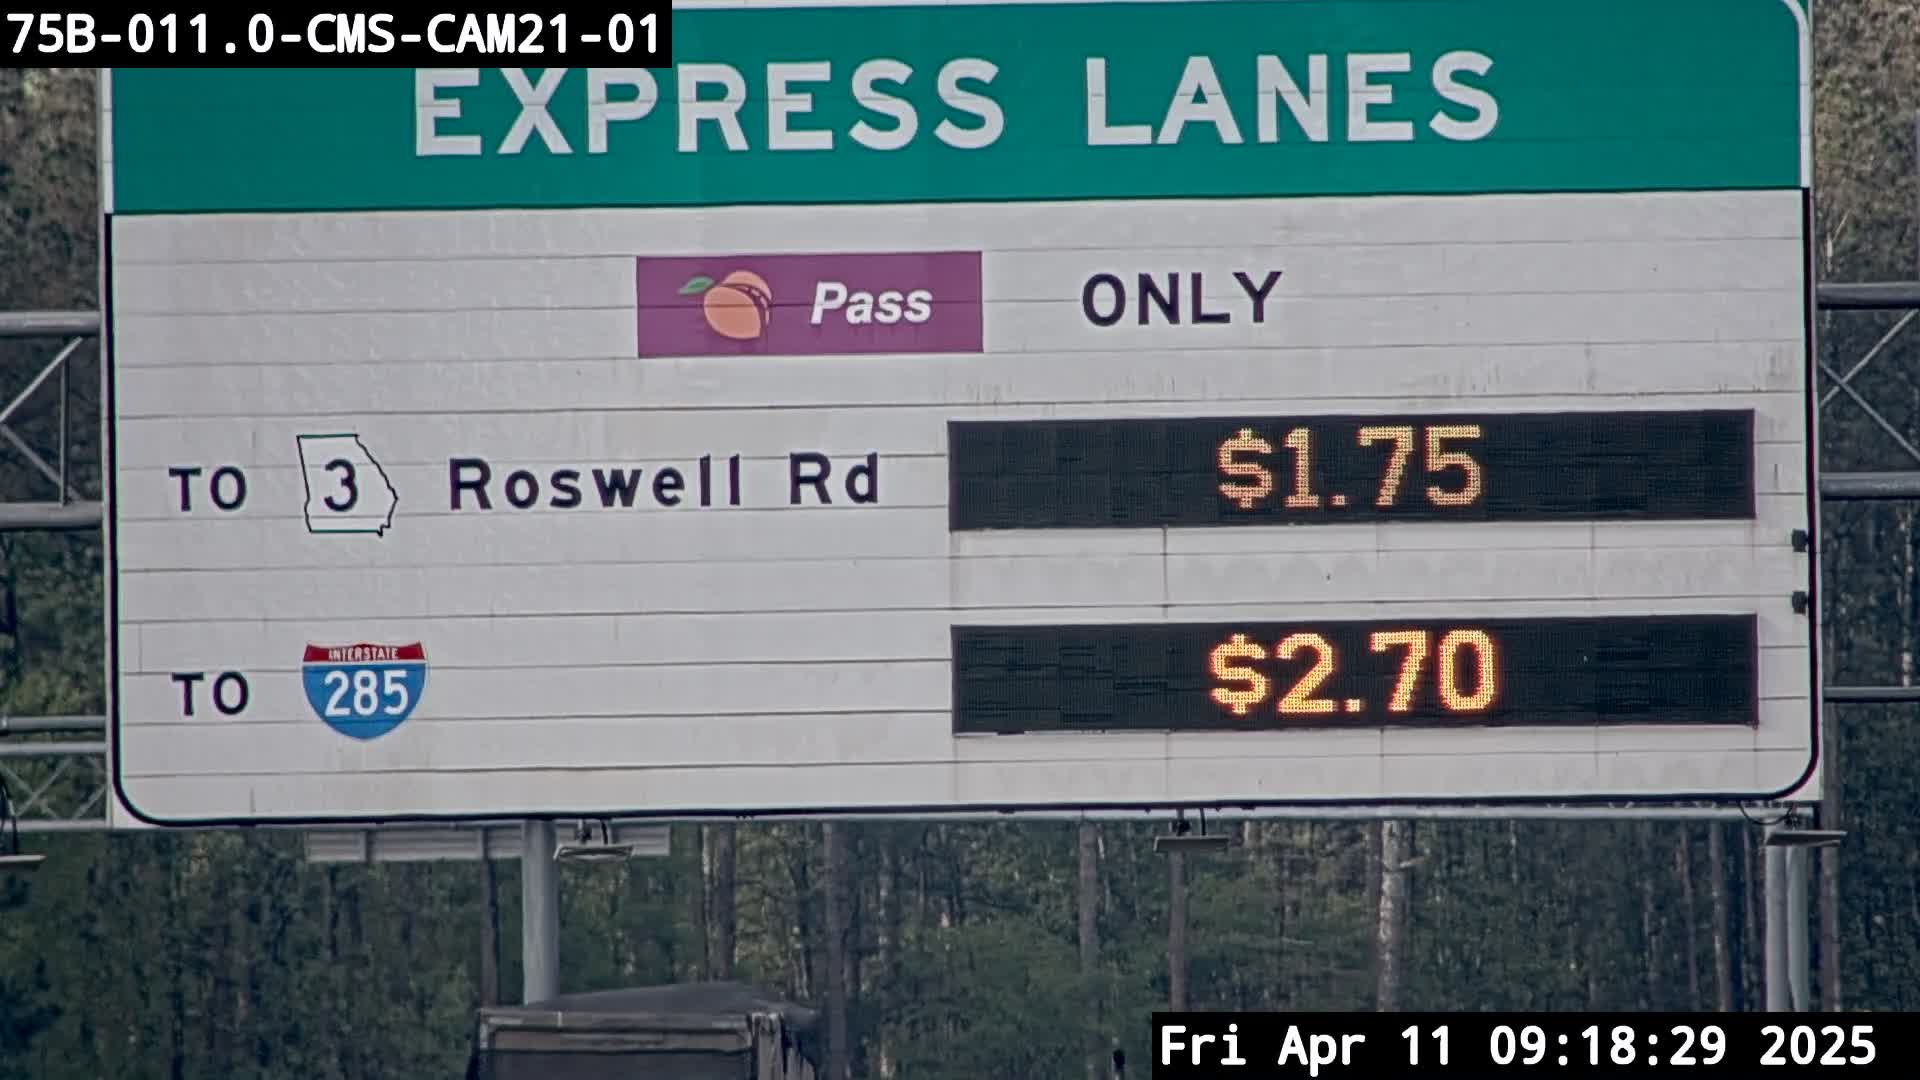 75B-011.0-CMS-CAM21-01
EXPRESS LANES
Pass ONLY
TO 3 Roswell Rd $1.75
TO INTERSTATE 285 $2.70
Fri Apr 11 09:18:29 2025